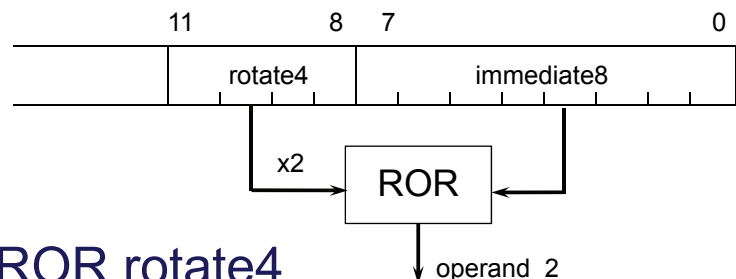 11 8 7 0
rotate4 immediate8
x2
ROR
ROR rotate4
operand 2